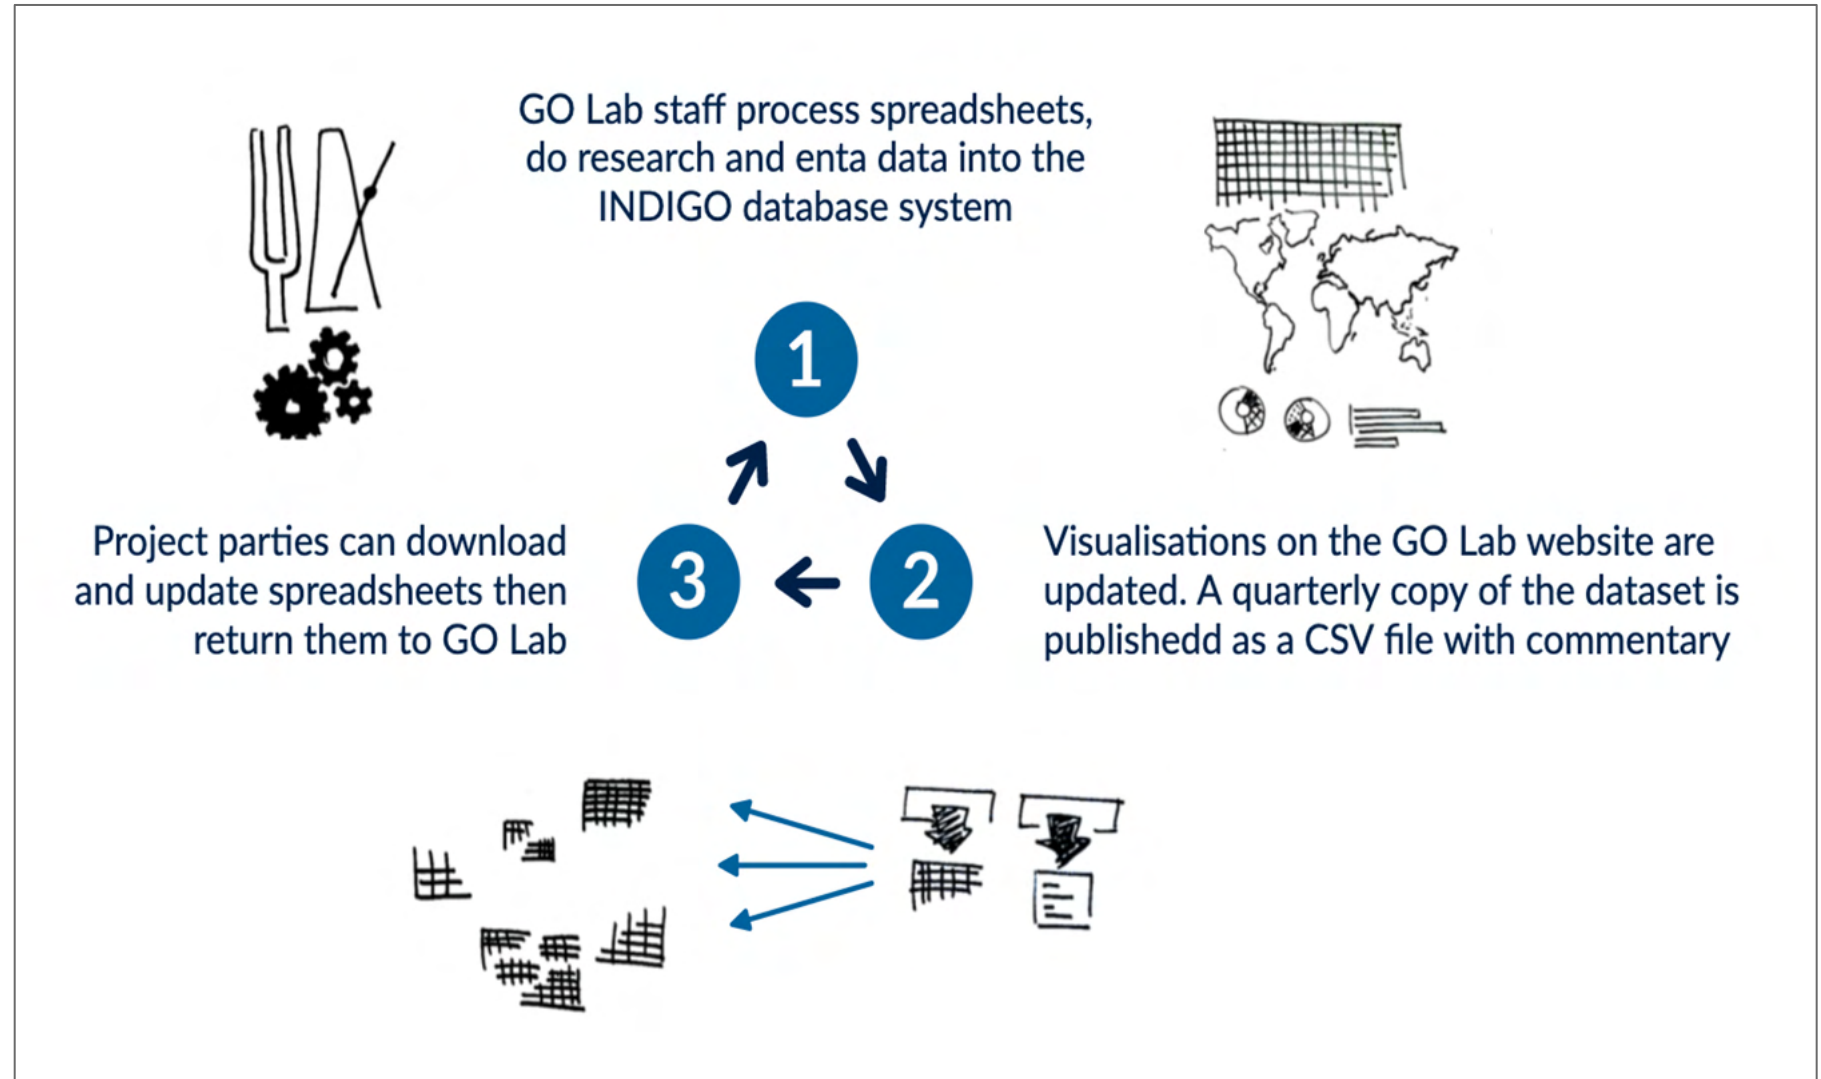 GO Lab staff process spreadsheets,
do research and enta data into the
INDIGO database system
1
3
2
Project parties can download
and update spreadsheets then
return them to GO Lab
Visualisations on the GO Lab website are
updated. A quarterly copy of the dataset is
publishedd as a CSV file with commentary